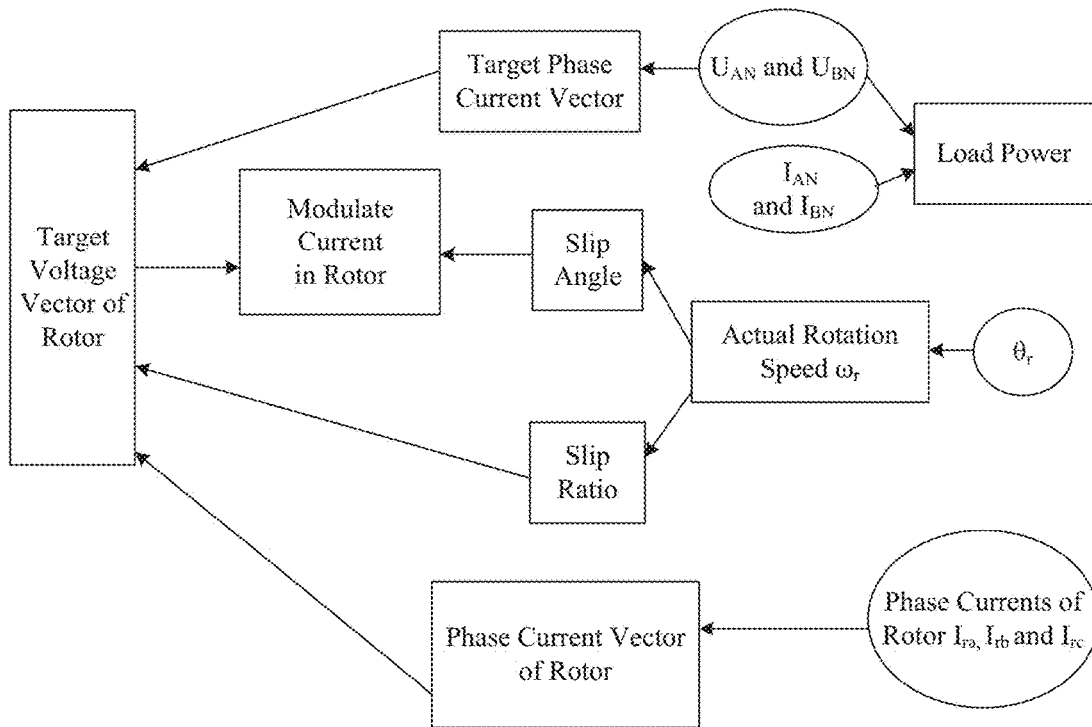 Target Phase
Current Vector
U_AN and U_BN
Load Power
I_AN
and I_BN
Target
Voltage
Vector of
Rotor
Modulate
Current
in Rotor
Slip
Angle
Actual Rotation
Speed ω_r
θ_r
Slip
Ratio
Phase Current Vector
of Rotor
Phase Currents of
Rotor I_ra, I_rb and I_rc